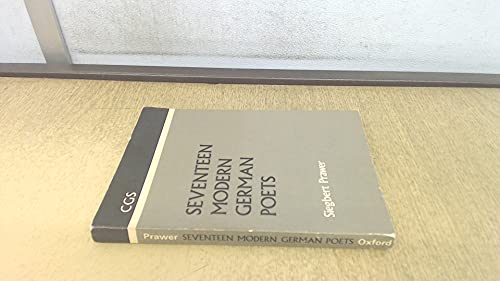 CGS
SEVENTEEN
MODERN
GERMAN
POETS
Siegbert Prawer
Prawer SEVENTEEN MODERN GERMAN POETS Oxford